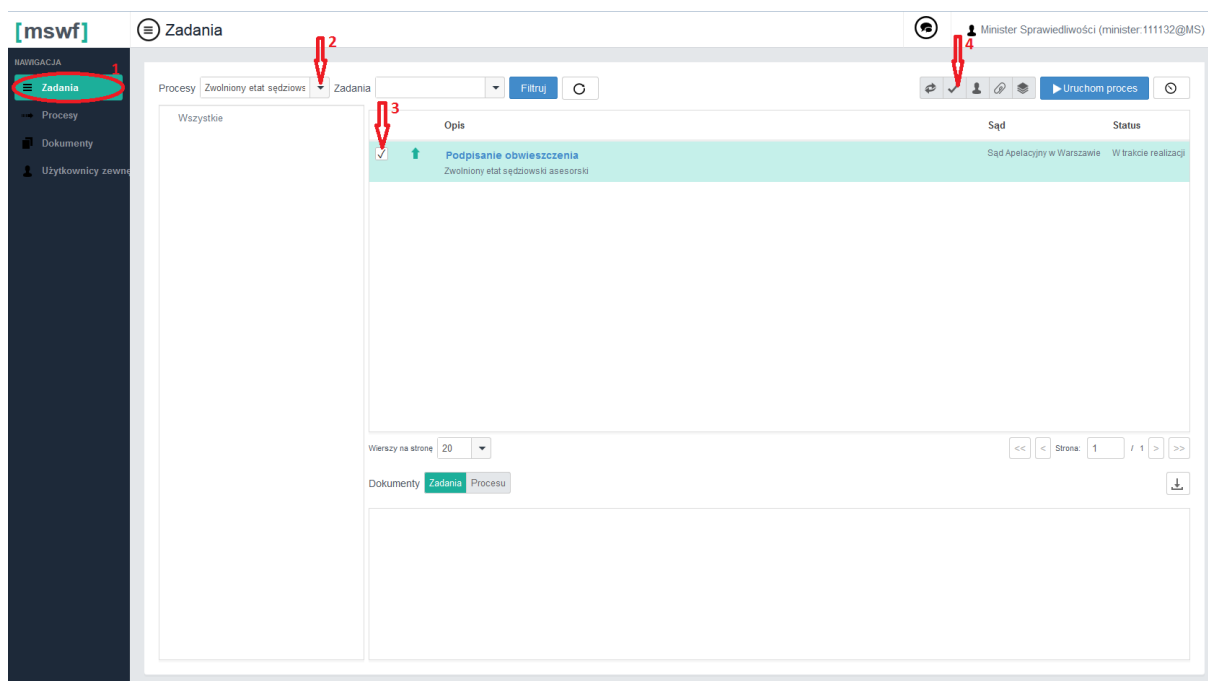 [mswf]
Zadania
2
Minister Sprawiedliwości (minister:111132@MS)
4
NAWIGACJA
1
Zadania
Procesy
Dokumenty
Użytkownicy zewnę
Procesy Zwolniony etat sędziows Zadania Filtruj Uruchom proces
Wszystkie
3
Opis Sąd Status
Podpisanie obwieszczenia Sąd Apelacyjny w Warszawie W trakcie realizacji
Zwolniony etat sędziowski asesorski
Wierszy na stronę 20 << < Strona: 1 / 1 > >>
Dokumenty Zadania Procesu